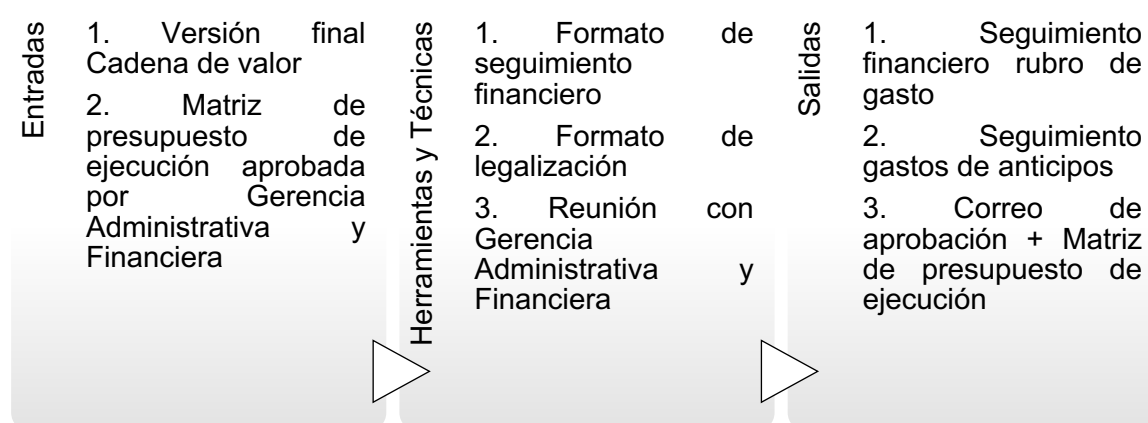 Entradas
1. Versión final
Cadena de valor
2. Matriz de
presupuesto de
ejecución aprobada
por Gerencia
Administrativa y
Financiera
Herramientas y Técnicas
1. Formato de
seguimiento
financiero
2. Formato de
legalización
3. Reunión con
Gerencia
Administrativa y
Financiera
Salidas
1. Seguimiento
financiero rubro de
gasto
2. Seguimiento
gastos de anticipos
3. Correo de
aprobación + Matriz
de presupuesto de
ejecución